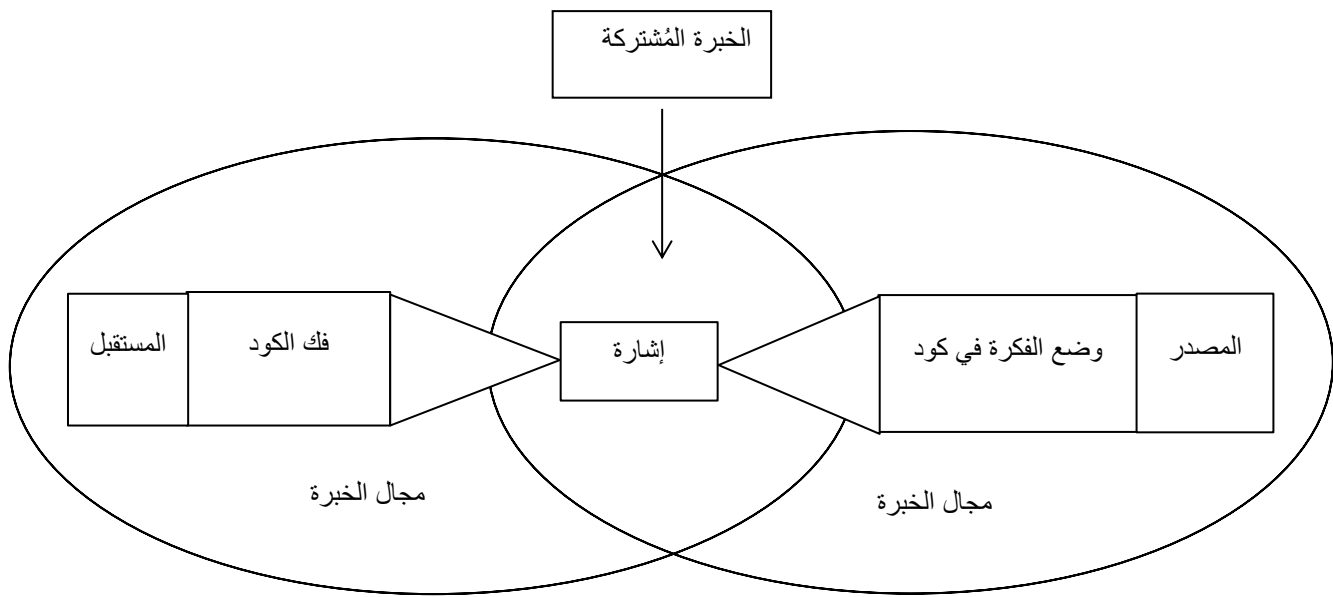 الخبرة المُشتركة
المصدر
وضع الفكرة في كود
إشارة
فك الكود
المستقبل
مجال الخبرة
مجال الخبرة